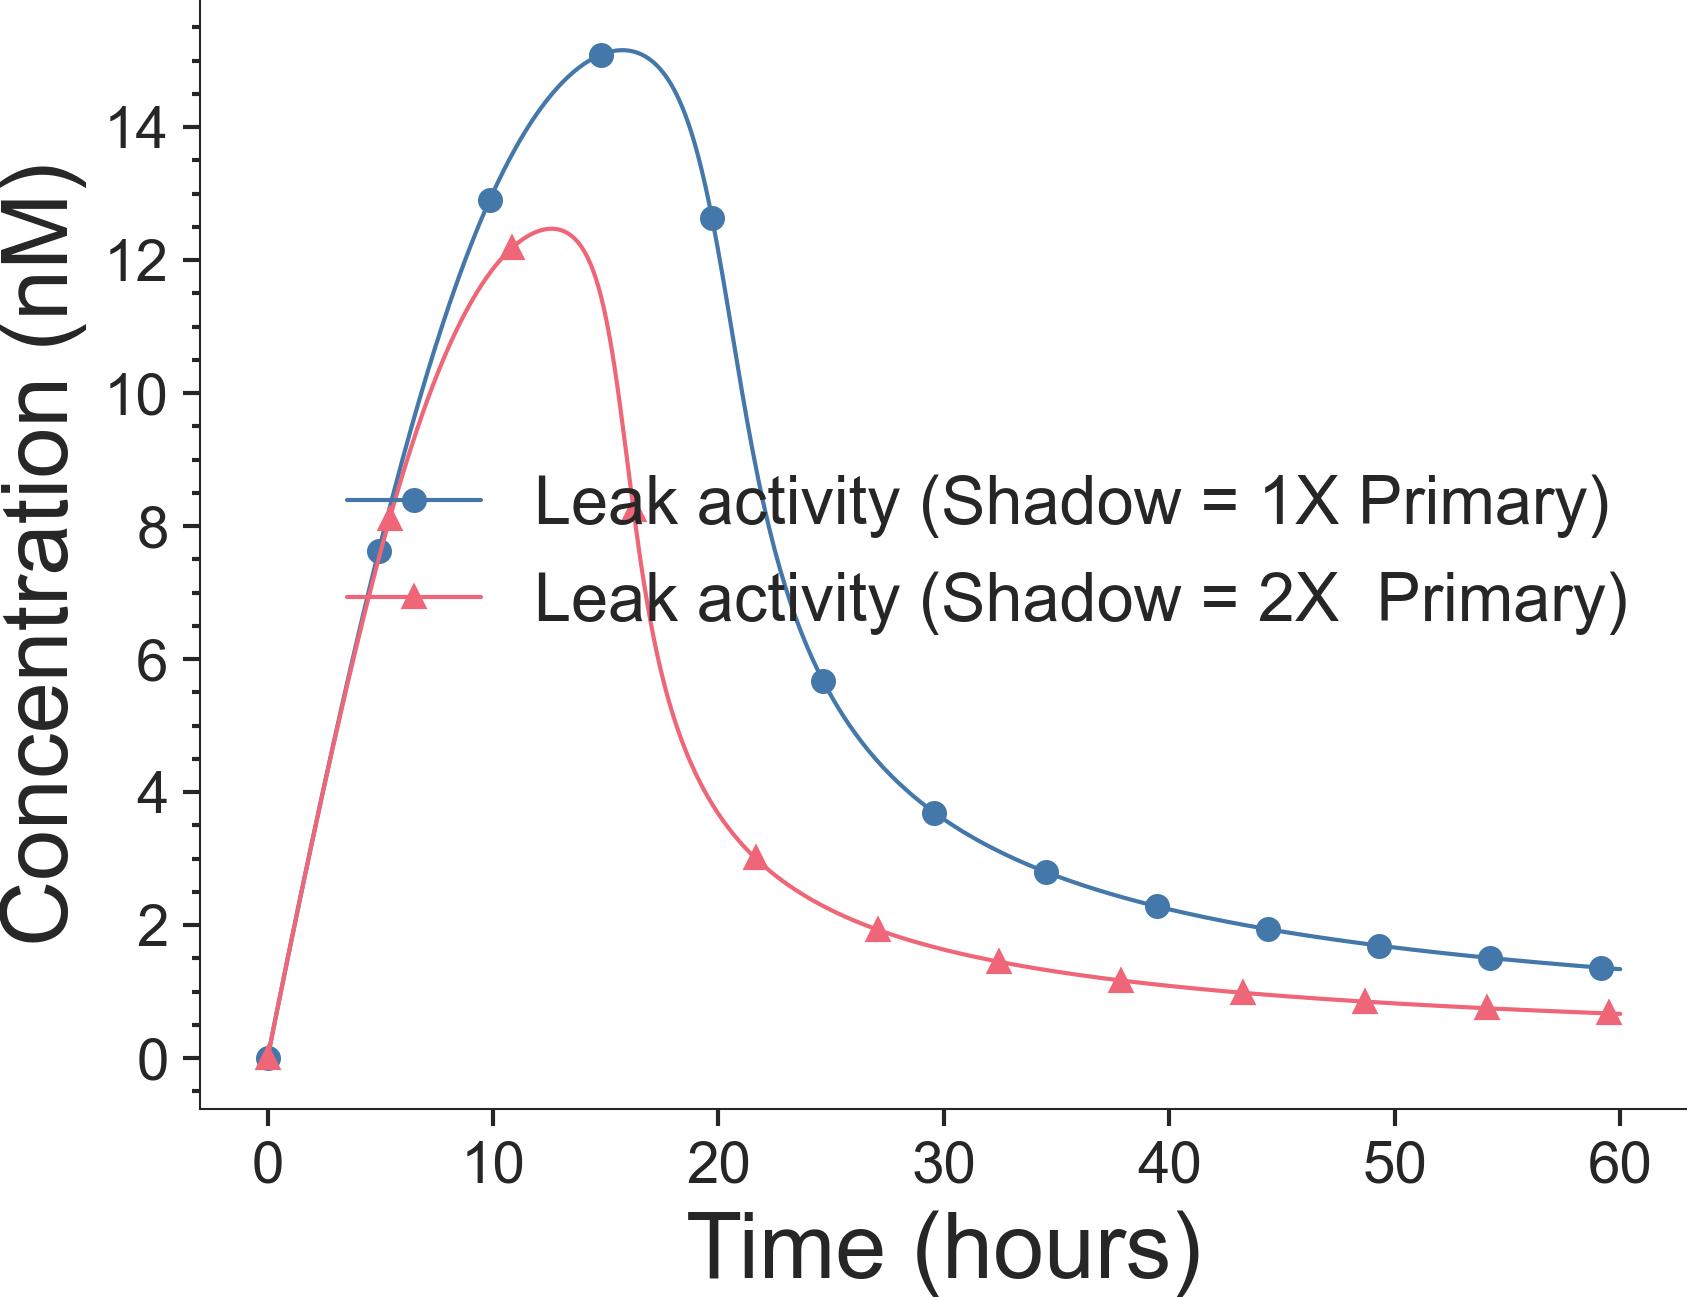 Concentration (nM)
14
12
10
8
6
4
2
0
Leak activity (Shadow = 1X Primary)
Leak activity (Shadow = 2X  Primary)
0 10 20 30 40 50 60
Time (hours)